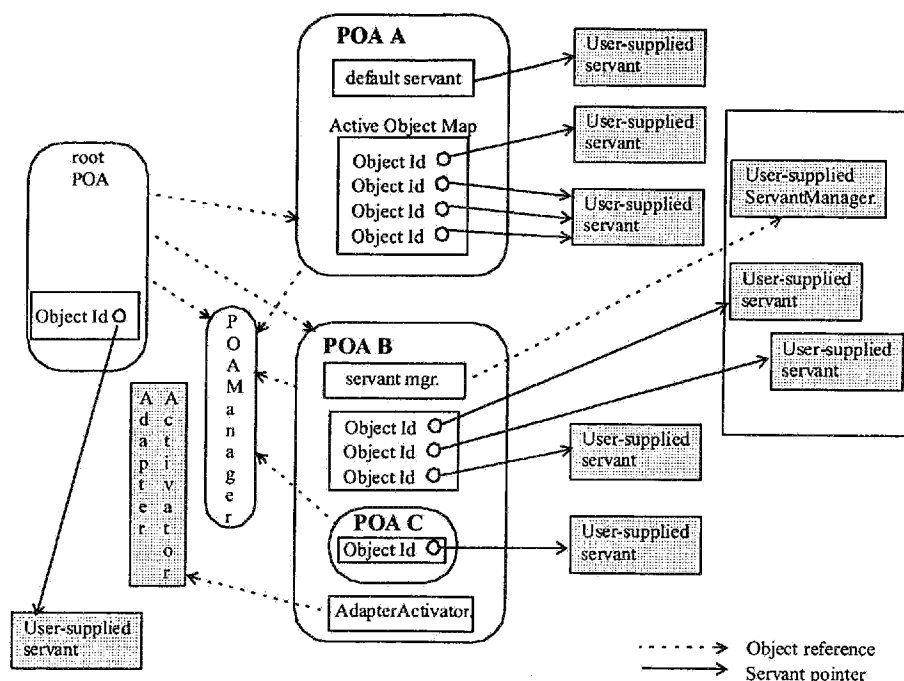 POA A
default servant
Active Object Map
Object Id
Object Id
Object Id
Object Id
User-supplied
servant
User-supplied
servant
User-supplied
servant
root
POA
Object Id
User-supplied
ServantManager.
User-supplied
servant
User-supplied
servant
POAManager
Adapter
Activator
POA B
servant mgr.
Object Id
Object Id
Object Id
User-supplied
servant
POA C
Object Id
User-supplied
servant
AdapterActivator.
User-supplied
servant
Object reference
Servant pointer